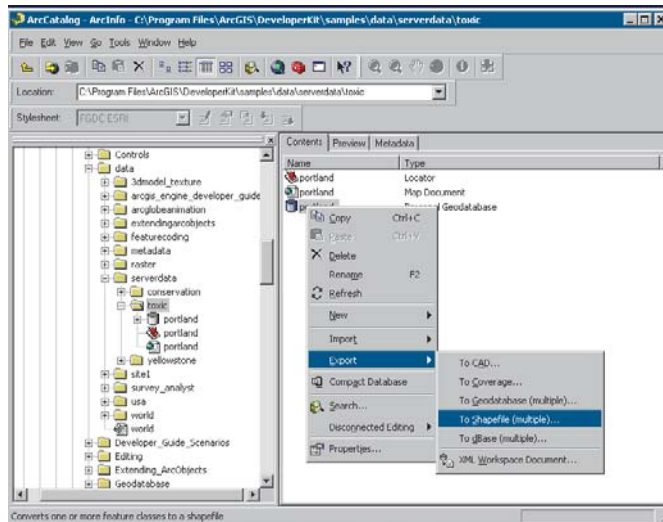 ArcCatalog - ArcInfo - C:\Program Files\ArcGIS\DeveloperKit\samples\data\serverdata\toxic
File Edit View Go Tools Window Help
Location: C:\Program Files\ArcGIS\DeveloperKit\samples\data\serverdata\toxic
Stylesheet: FGDC ESRI
Controls
data
3dmodel_texture
arcgis_engine_developer_guide
arcglobeanimation
extendingarcobjects
featurecoding
metadata
raster
serverdata
conservation
toxic
portland
portland
portland
yellowstone
site1
survey_analyst
usa
world
world
Developer_Guide_Scenarios
Editing
Extending_ArcObjects
Geodatabase
Contents Preview Metadata
Name Type
portland Locator
portland Map Document
Personal Geodatabase
Copy Ctrl+C
Paste Ctrl+V
Delete
Rename F2
Refresh
New
Import
Export
Compact Database
Search...
Disconnected Editing
Properties...
To CAD...
To Coverage...
To Geodatabase (multiple)...
To Shapefile (multiple)...
To dBase (multiple)...
XML Workspace Document...
Converts one or more feature classes to a shapefile